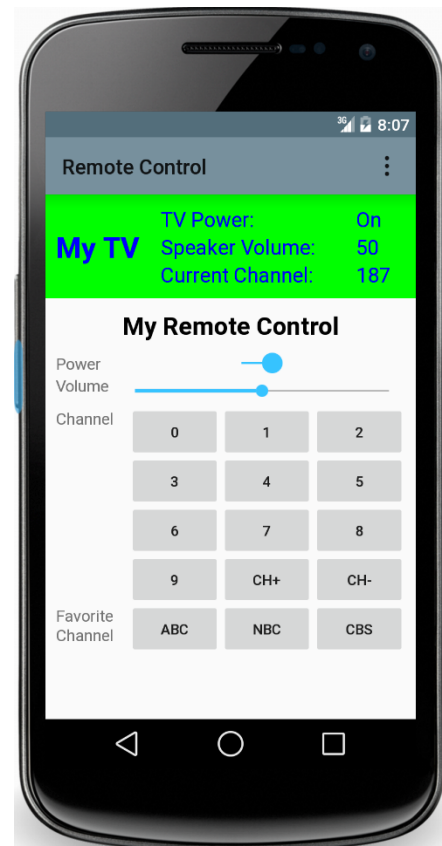 3G 8:07
Remote Control
My TV
TV Power: On
Speaker Volume: 50
Current Channel: 187
My Remote Control
Power
Volume
Channel
0 1 2
3 4 5
6 7 8
9 CH+ CH-
Favorite
Channel
ABC NBC CBS